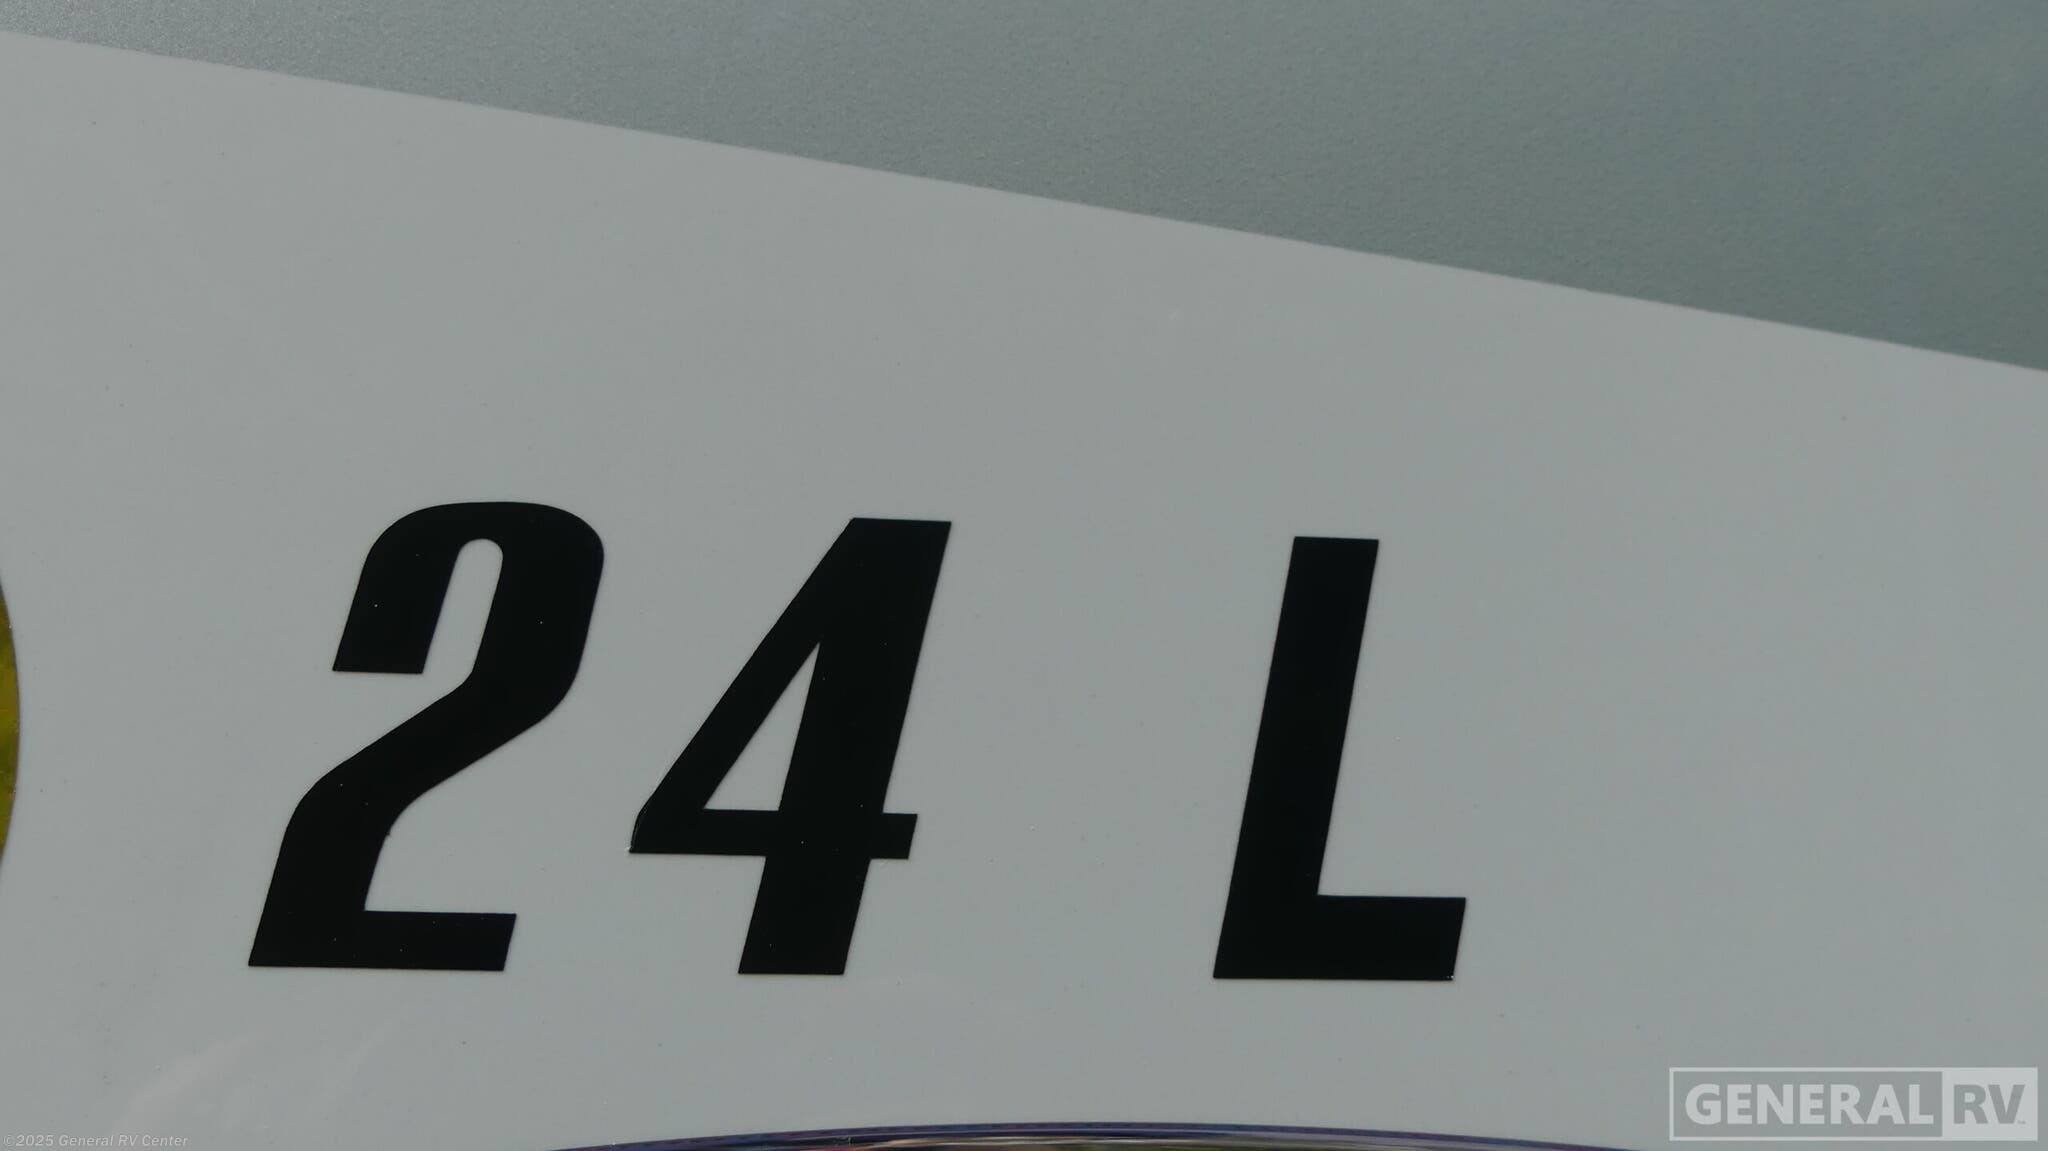 24 L
GENERAL RV
©2025 General RV Center